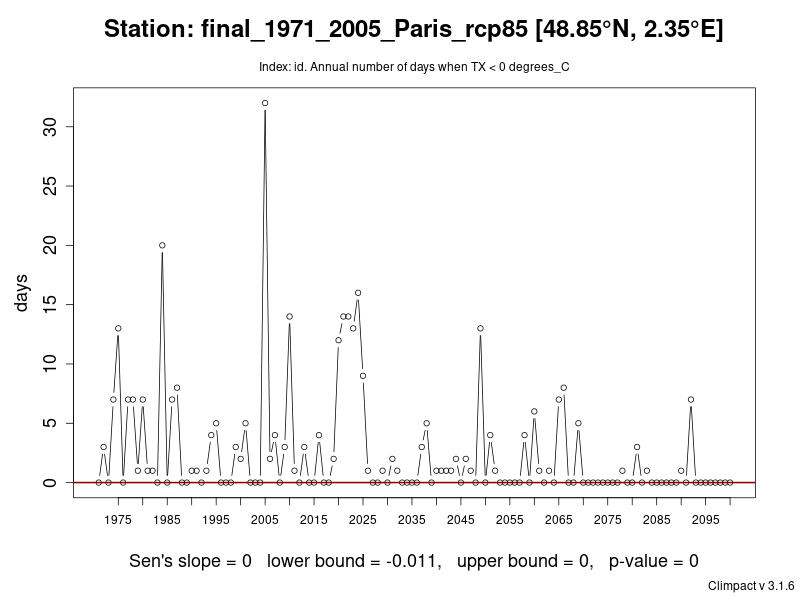 Station: final_1971_2005_Paris_rcp85 [48.85°N, 2.35°E]
Index: id. Annual number of days when TX < 0 degrees_C
30
25
20
15
10
5
0
days
1975 1985 1995 2005 2015 2025 2035 2045 2055 2065 2075 2085 2095
Sen's slope = 0 lower bound = -0.011, upper bound = 0, p-value = 0
Climpact v 3.1.6